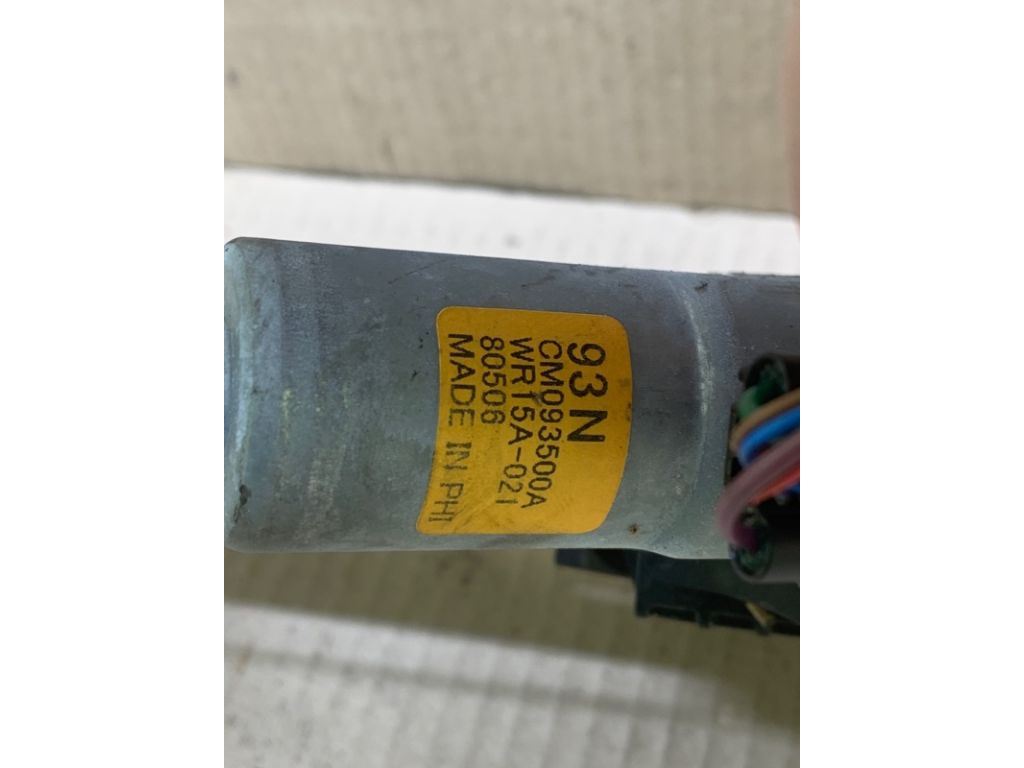 93N
CM093500A
WR15A-021
80506
MADE IN PHI